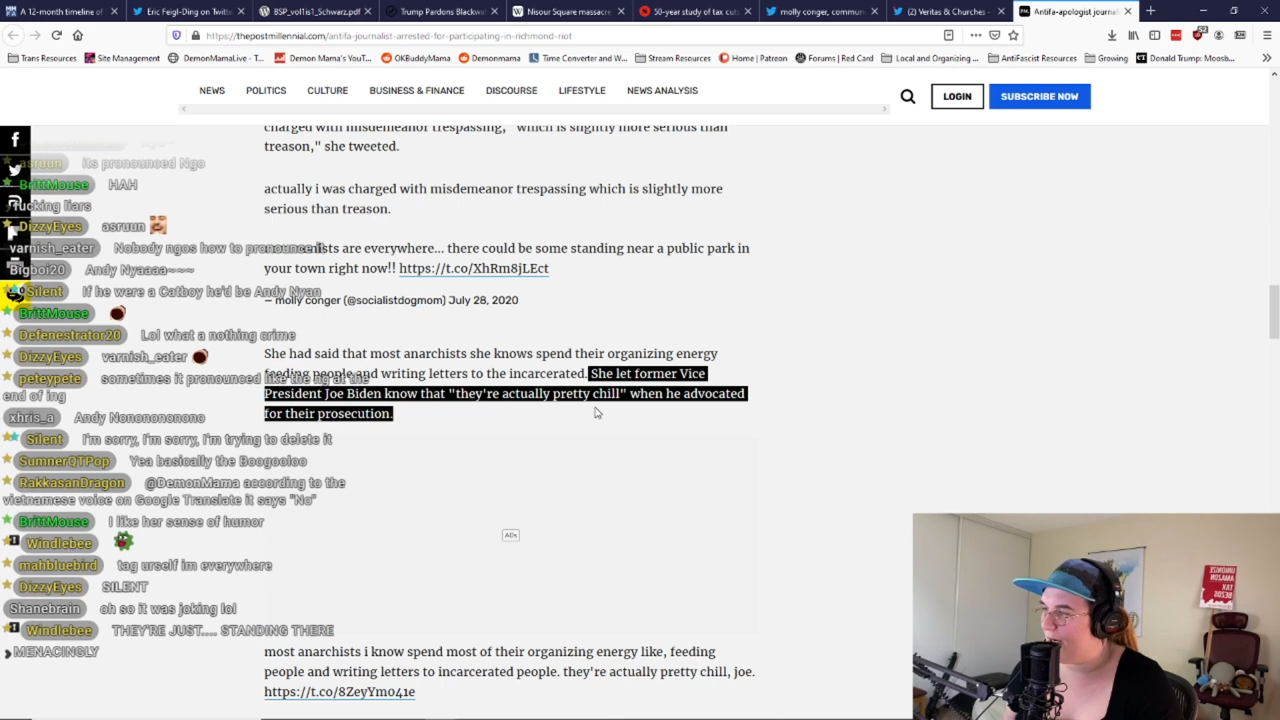 A 12-month timeline of
Eric Feigl-Ding on Twitt
BSP_vol1is1_Schwarz.pdf
Trump Pardons Blackwa
Nisour Square massacre
50-year study of tax cut
molly conger, commun
(2) Veritas & Churches –
Antifa-apologist journal
https://thepostmillennial.com/antifa-journalist-arrested-for-participating-in-richmond-riot
Trans Resources
Site Management
DemonMamaLive - T...
Demon Mama's YouT...
OKBuddyMama
Demonmama
Time Converter and W...
Stream Resources
Home | Patreon
Forums | Red Card
Local and Organizing ...
AntiFascist Resources
Growing
Donald Trump: Moosb...
NEWS
POLITICS
CULTURE
BUSINESS & FINANCE
DISCOURSE
LIFESTYLE
NEWS ANALYSIS
LOGIN
SUBSCRIBE NOW
charged with misdemeanor trespassing, "which is slightly more serious than
treason," she tweeted.
actually i was charged with misdemeanor trespassing which is slightly more
serious than treason.
are everywhere... there could be some standing near a public park in
your town right now!! https://t.co/XhRm8jLEct
— molly conger (@socialistdogmom) July 28, 2020
She had said that most anarchists she knows spend their organizing energy
feeding people and writing letters to the incarcerated. She let former Vice
President Joe Biden know that "they're actually pretty chill" when he advocated
for their prosecution.
ADS
most anarchists i know spend most of their organizing energy like, feeding
people and writing letters to incarcerated people. they're actually pretty chill, joe.
https://t.co/8ZeyYmo41e
asruun its pronounced Ngo
BrittMouse HAH
fucking liars
DizzyEyes asruun
varnish_eater Nobody ngos how to pronounce it
Bigboi20 Andy Nyaaaa~~~
Silent If he were a Catboy he'd be Andy Nyan
BrittMouse
Defenestrator20 Lol what a nothing crime
DizzyEyes varnish_eater
peteypete sometimes it pronounced like the ng at the
end of ing
xhris_a Andy Nonononono
Silent I'm sorry, I'm sorry, I'm trying to delete it
SumnerQTPop Yea basically the Boogooloo
RakkasanDragon @DemonMama according to the
vietnamese voice on Google Translate it says "No"
BrittMouse I like her sense of humor
Windlebee
mahbluebird tag urself im everywhere
DizzyEyes SILENT
Shanebrain oh so it was joking lol
Windlebee THEY'RE JUST.... STANDING THERE
MENACINGLY